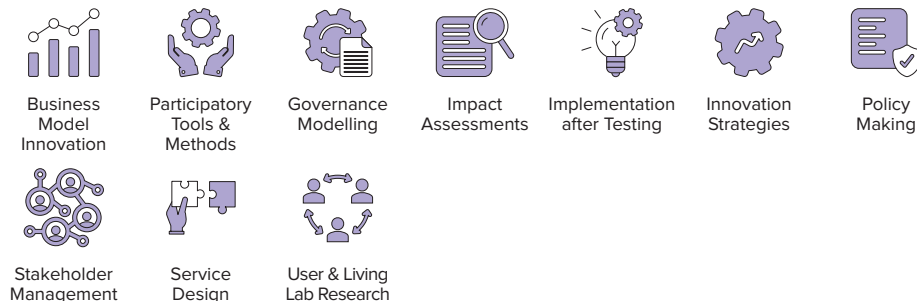 Business
Model
Innovation
Participatory
Tools &
Methods
Governance
Modelling
Impact
Assessments
Implementation
after Testing
Innovation
Strategies
Policy
Making
Stakeholder
Management
Service
Design
User & Living
Lab Research